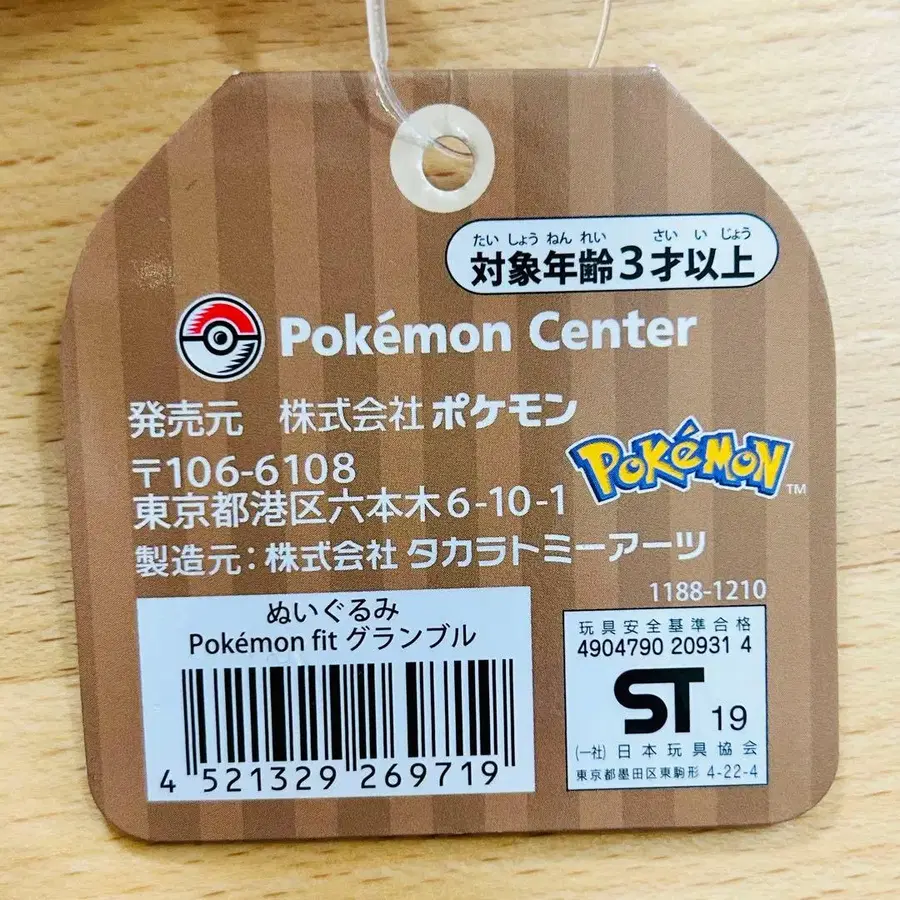 たいしょうねんれい さいいじょう
対象年齢3才以上
Pokémon Center
発売元 株式会社 ポケモン
〒106-6108
東京都港区六本木6-10-1
POKéMON TM
製造元:株式会社 タカラトミーアーツ
1188-1210
ぬいぐるみ
Pokémon fit グランブル
4 521329 269719
玩具安全基準合格
4904790 20931 4
ST 19
(一社) 日本玩具協会
東京都墨田区東駒形 4-22-4